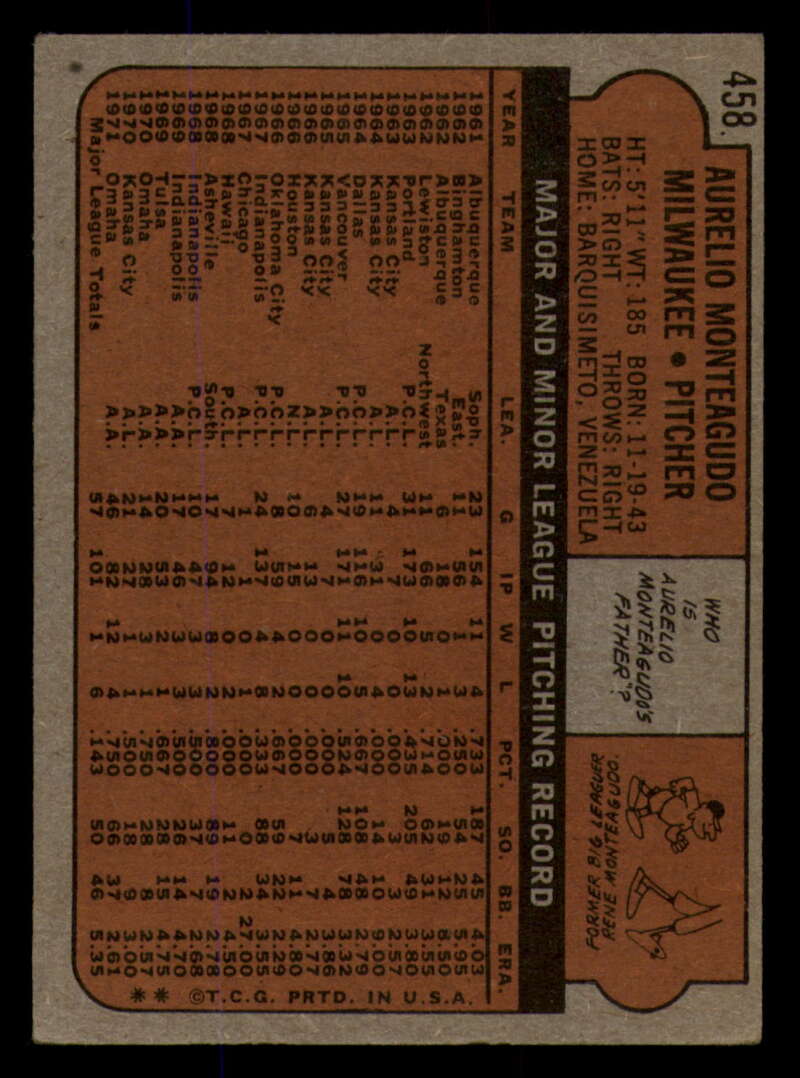 458
AURELIO MONTEAGUDO
MILWAUKEE • PITCHER
HT: 5'11" WT: 185 BORN: 11-19-43
BATS: RIGHT THROWS: RIGHT
HOME: BARQUISIMETO, VENEZUELA
WHO
IS
AURELIO
MONTEAGUDO'S
FATHER"?
FORMER BIG LEAGUER
RENE MONTEAGUDO.
MAJOR AND MINOR LEAGUE PITCHING RECORD
YEAR TEAM LEA. G IP W L PCT. SO. BB. ERA.
1961 Albuquerque Soph. 23 154 11 4 .733 187 45 4.03
1962 Binghamton East. 11 56 1 3 .250 54 25 5.95
1962 Albuquerque Texas 6 18 0 1 .000 19 12 8.50
1962 Lewiston Northwest 11 66 5 2 .714 62 31 3.55
1963 Portland P.C.L. 31 173 10 13 .435 205 49 3.80
1963 Kansas City A.L. 4 7 0 0 .000 3 3 2.57
1964 Kansas City A.L. 11 31 0 4 .000 14 10 9.00
1964 Dallas P.C.L. 19 116 10 5 .667 108 48 2.79
1965 Vancouver P.C.L. 27 171 11 10 .524 128 78 3.32
1965 Kansas City A.L. 4 7 0 0 .000 5 4 3.86
1966 Kansas City A.L. 6 13 0 0 .000 3 7 2.77
1966 Houston N.L. 10 15 0 0 .000 7 11 4.80
1966 Oklahoma City P.C.L. 8 59 4 2 .667 59 22 2.29
1967 Indianapolis P.C.L. 24 137 4 8 .333 88 34 3.55
1967 Chicago A.L. 1 1 0 1 .000 0 2 27.00
1968 Hawaii P.C.L. 7 12 0 2 .000 11 2 4.50
1968 Asheville South. 17 94 8 2 .800 89 19 2.78
1968 Indianapolis P.C.L. 10 47 3 3 .500 37 7 2.68
1969 Indianapolis A.A. 17 46 3 3 .500 26 14 4.70
1969 Tulsa A.A. 20 53 2 1 .667 28 15 4.75
1970 Omaha A.A. 14 28 3 1 .750 28 8 2.57
1970 Kansas City A.L. 21 27 1 1 .500 18 9 3.00
1971 Omaha A.A. 46 82 12 4 .750 66 37 2.61
Major League Totals 57 101 1 6 .143 50 46 5.35
** ©T.C.G. PRTD. IN U.S.A.